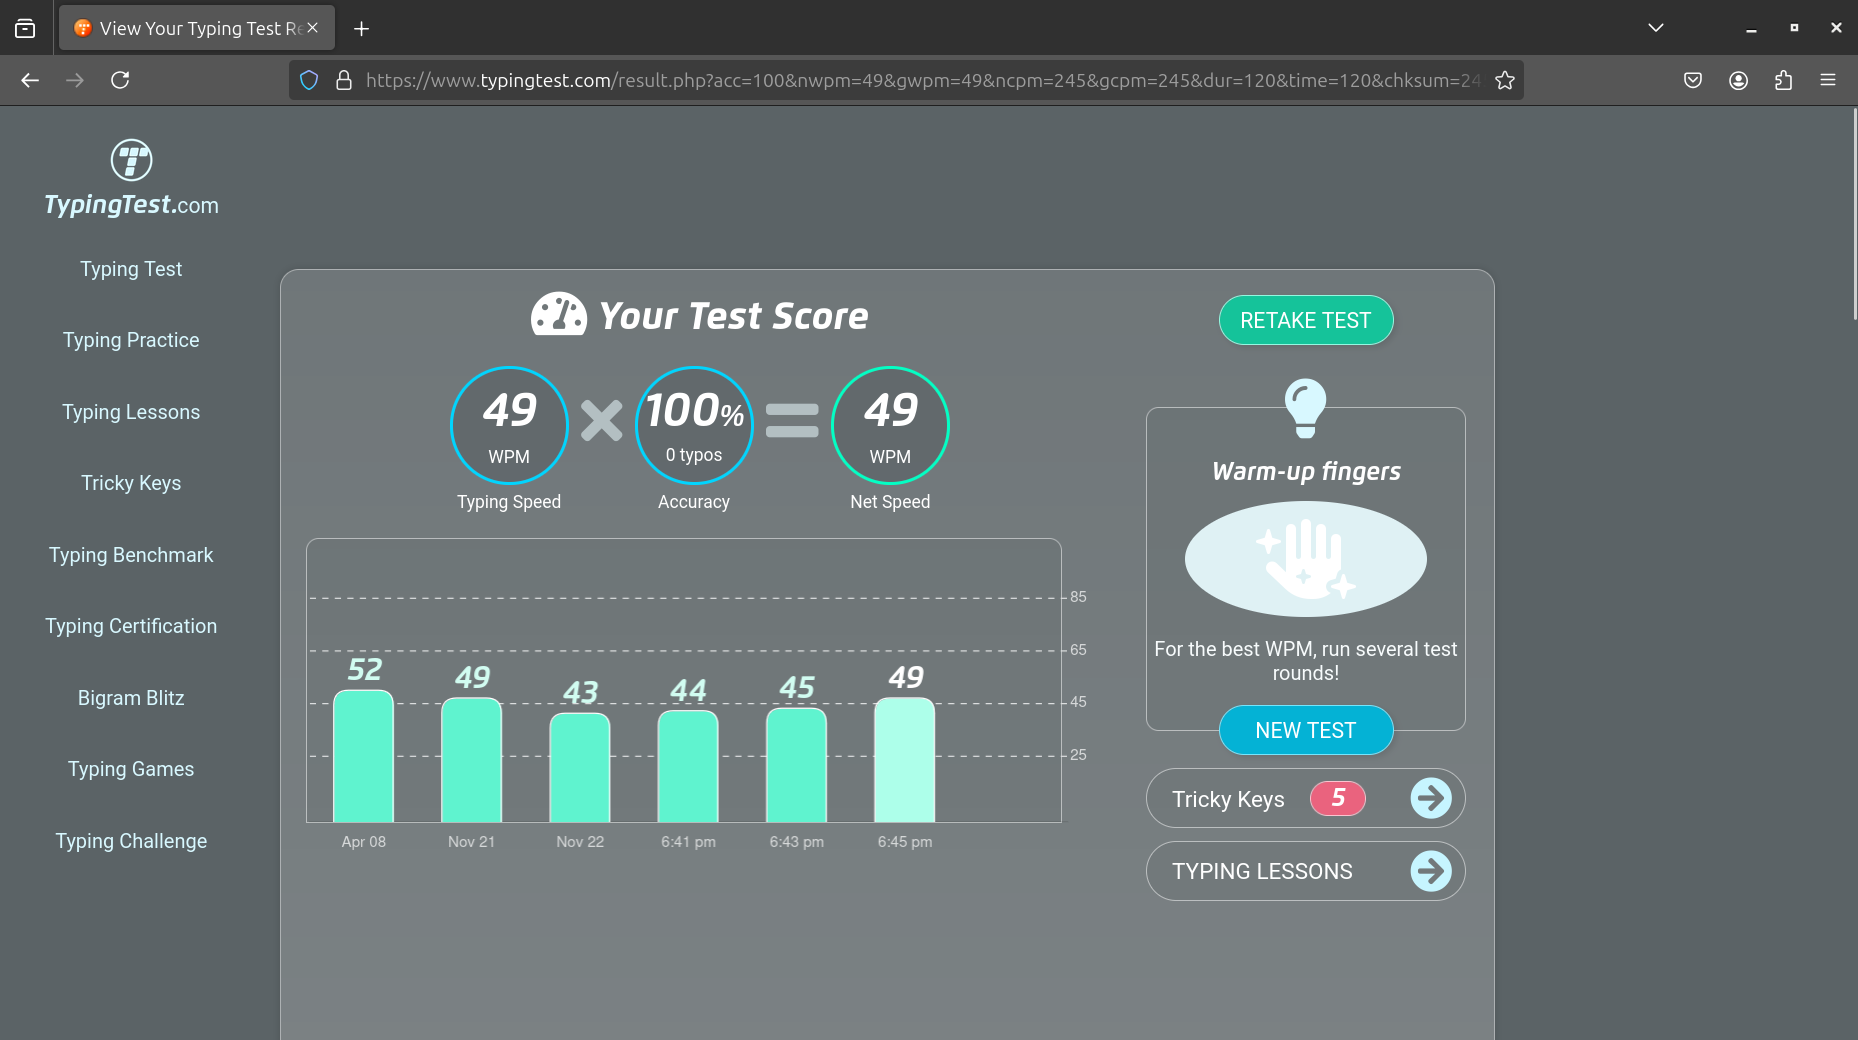 View Your Typing Test Re
https://www.typingtest.com/result.php?acc=100&nwpm=49&gwpm=49&ncpm=245&gcpm=245&dur=120&time=120&chksum=24
TypingTest.com
Typing Test
Typing Practice
Typing Lessons
Tricky Keys
Typing Benchmark
Typing Certification
Bigram Blitz
Typing Games
Typing Challenge
Your Test Score
49
WPM
Typing Speed
100%
0 typos
Accuracy
49
WPM
Net Speed
85
65
45
25
52
49
43
44
45
49
Apr 08
Nov 21
Nov 22
6:41 pm
6:43 pm
6:45 pm
RETAKE TEST
Warm-up fingers
For the best WPM, run several test
rounds!
NEW TEST
Tricky Keys 5
TYPING LESSONS